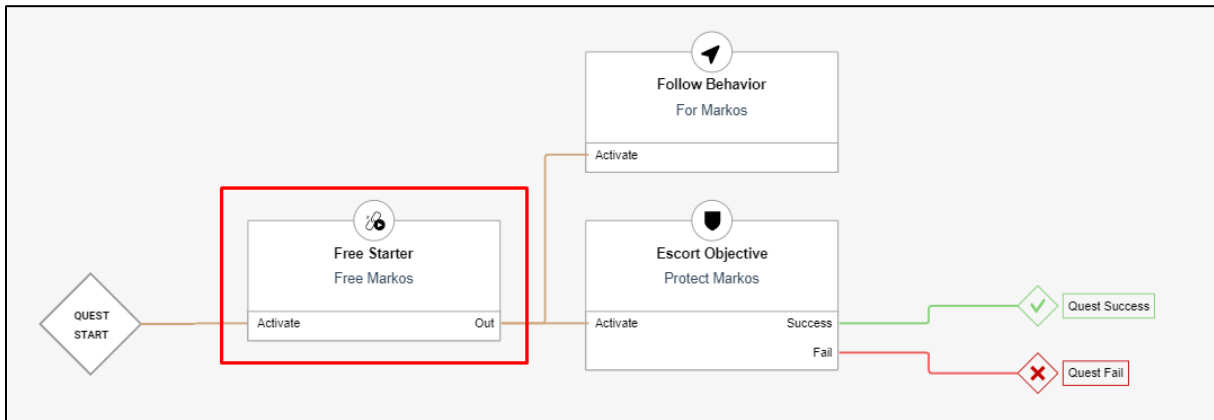 Follow Behavior
For Markos
Activate
Free Starter
Free Markos
Activate
Out
QUEST
START
Escort Objective
Protect Markos
Activate
Success
Fail
Quest Success
Quest Fail